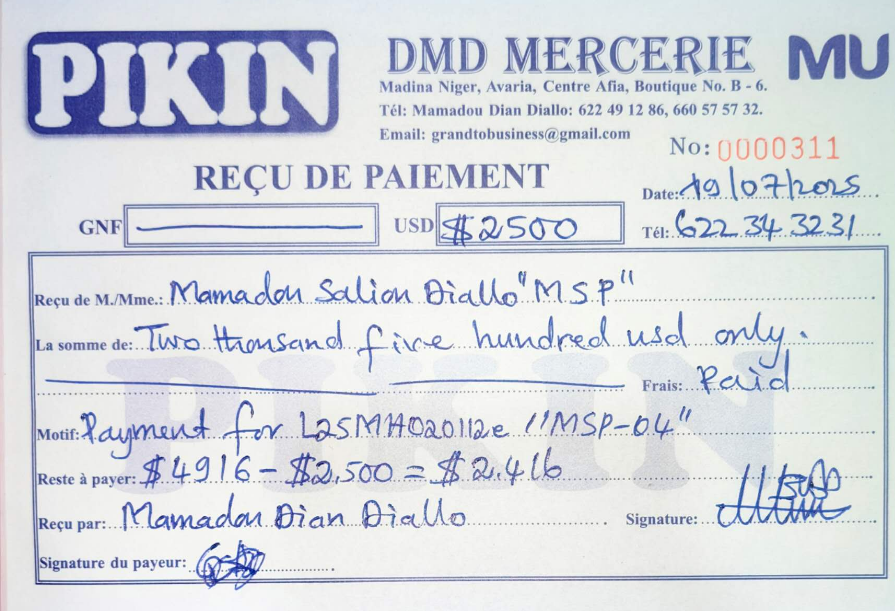 PIKIN
DMD MERCERIE
MU
Madina Niger, Avaria, Centre Afia, Boutique No. B - 6.
Tél: Mamadou Dian Diallo: 622 49 12 86, 660 57 57 32.
Email: grandtobusiness@gmail.com
No: 0000311
REÇU DE PAIEMENT
Date: 19/07/2025
GNF
USD $2500
Tél: 622 34 32 31
Reçu de M./Mme.: Mamadou Saliou Diallo "MSP"
La somme de: Two thousand five hundred usd only.
Frais: Paid
Motif: Payment for L25MH020112e "MSP-04"
Reste à payer: $4916 - $2.500 = $2.416
Reçu par: Mamadou Dian Diallo
Signature:
Signature du payeur:
PIKIN